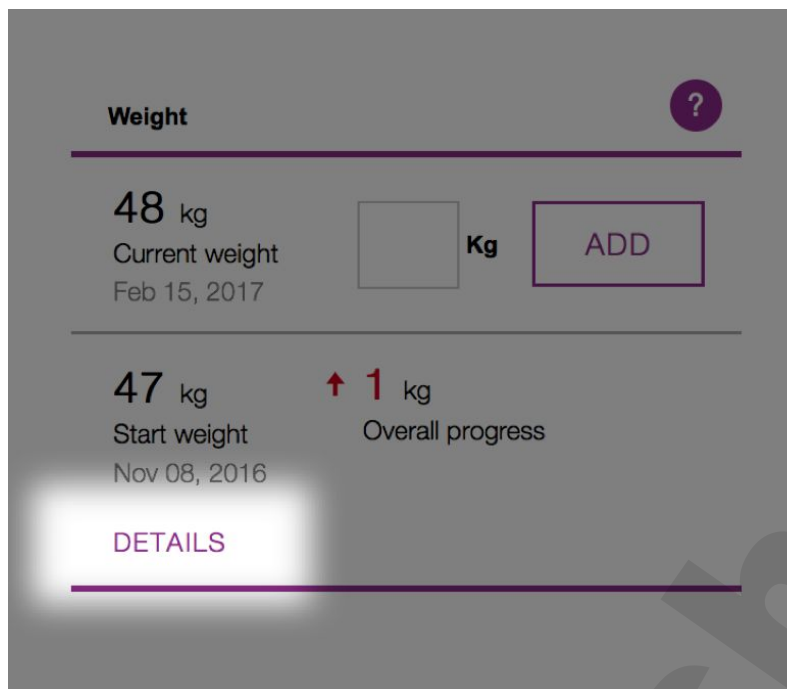 Weight ?
48 kg
Current weight
Feb 15, 2017
Kg ADD
47 kg
Start weight
Nov 08, 2016
↑ 1 kg
Overall progress
DETAILS